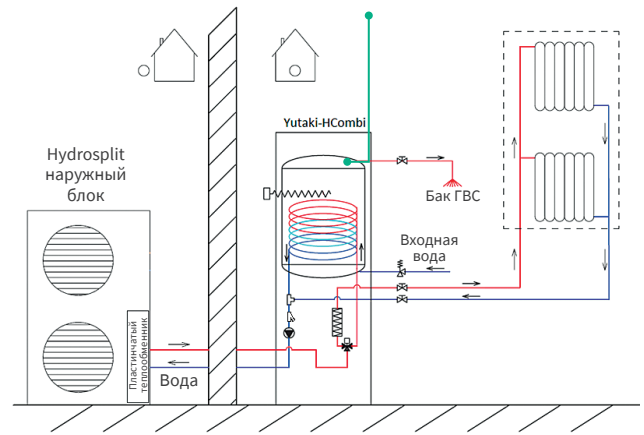 Yutaki-HCombi
Hydrosplit
наружный
блок
Бак ГВС
Входная
вода
Пластинчатый
теплообменник
Вода